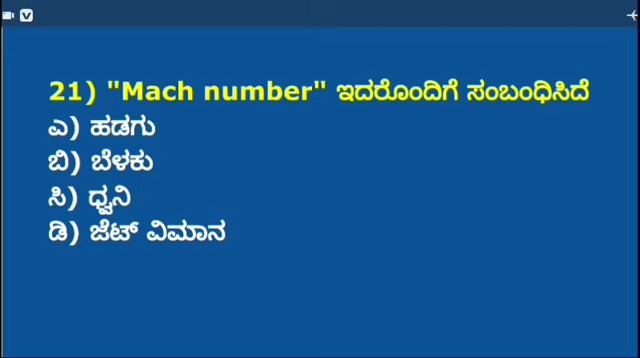 21) "Mach number" ಇದರೊಂದಿಗೆ ಸಂಬಂಧಿಸಿದೆ
ಎ) ಹಡಗು
ಬಿ) ಬೆಳಕು
ಸಿ) ಧ್ವನಿ
ಡಿ) ಜೆಟ್ ವಿಮಾನ